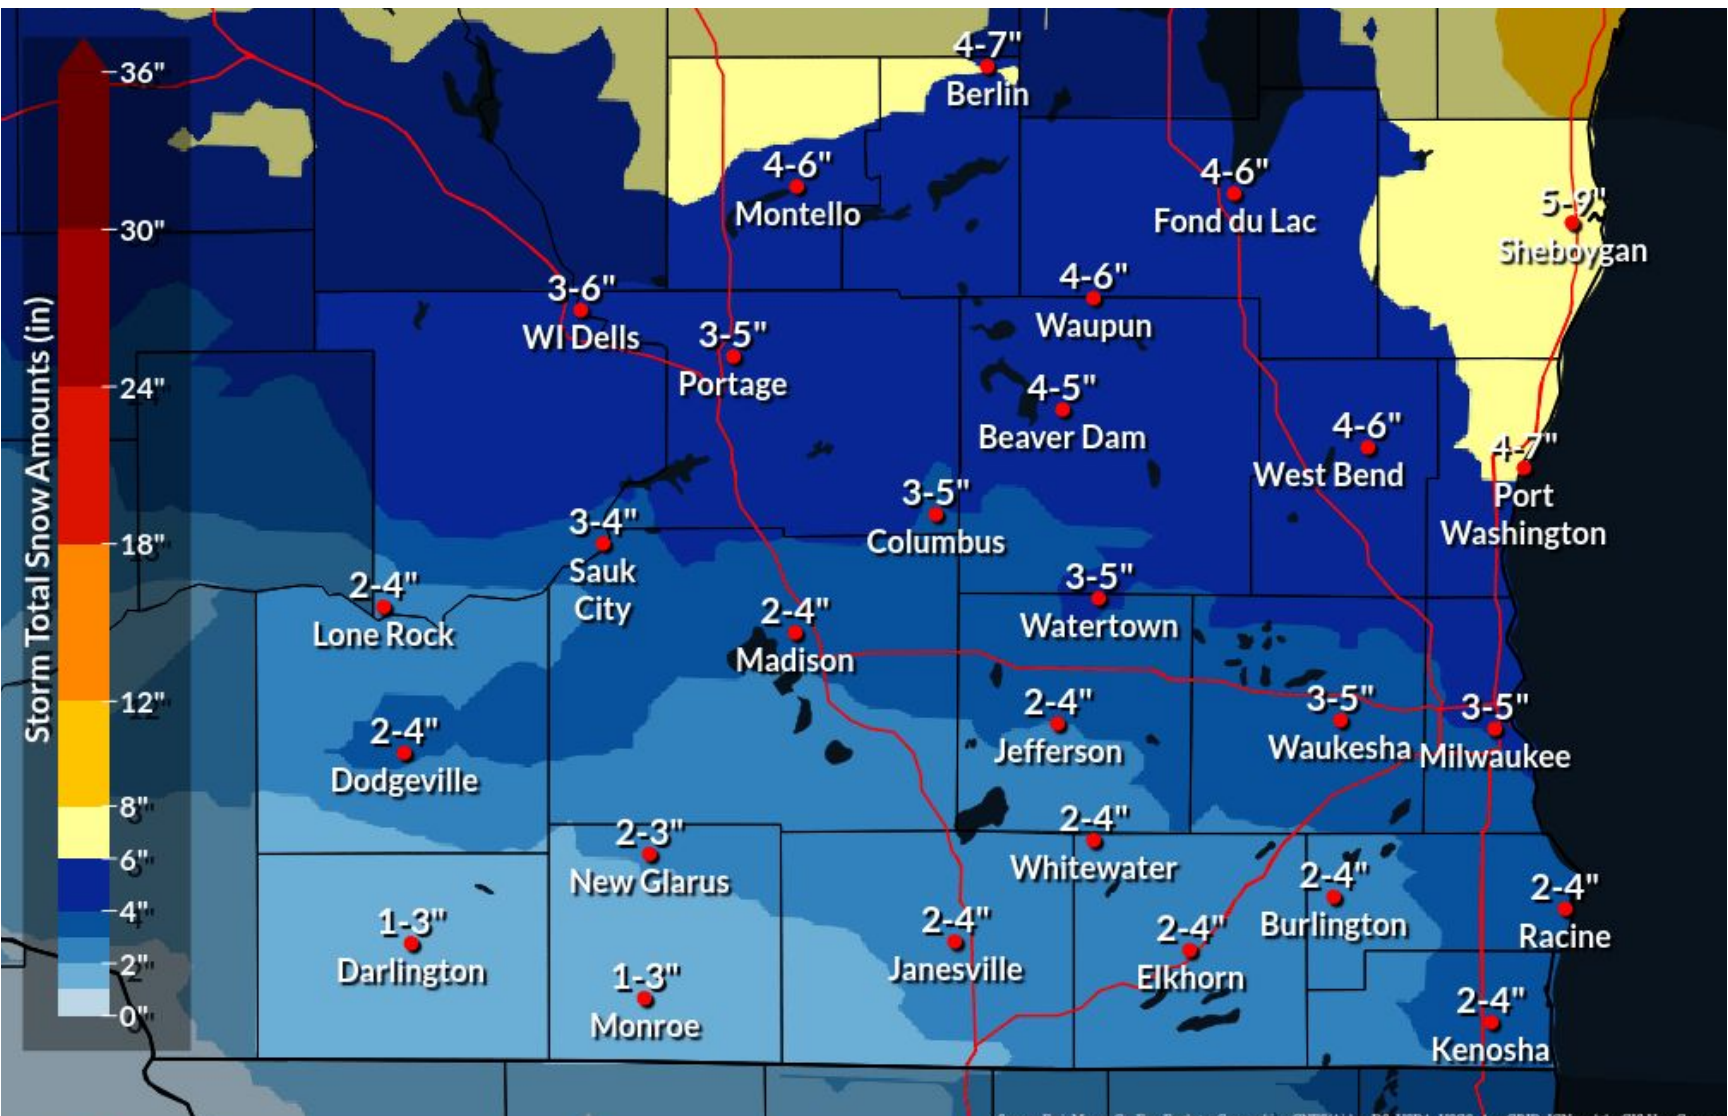 Storm Total Snow Amounts (in)
36"
30"
24"
18"
12"
8"
6"
4"
2"
0"
4-7"
Berlin
4-6"
Montello
4-6"
Fond du Lac
5-9"
Sheboygan
3-6"
WI Dells
3-5"
Portage
4-6"
Waupun
4-5"
Beaver Dam
4-6"
West Bend
4-7"
Port
Washington
3-4"
Sauk
City
3-5"
Columbus
2-4"
Lone Rock
2-4"
Madison
3-5"
Watertown
2-4"
Dodgeville
2-4"
Jefferson
3-5"
Waukesha
3-5"
Milwaukee
2-3"
New Glarus
2-4"
Whitewater
2-4"
Burlington
2-4"
Racine
1-3"
Darlington
1-3"
Monroe
2-4"
Janesville
2-4"
Elkhorn
2-4"
Kenosha